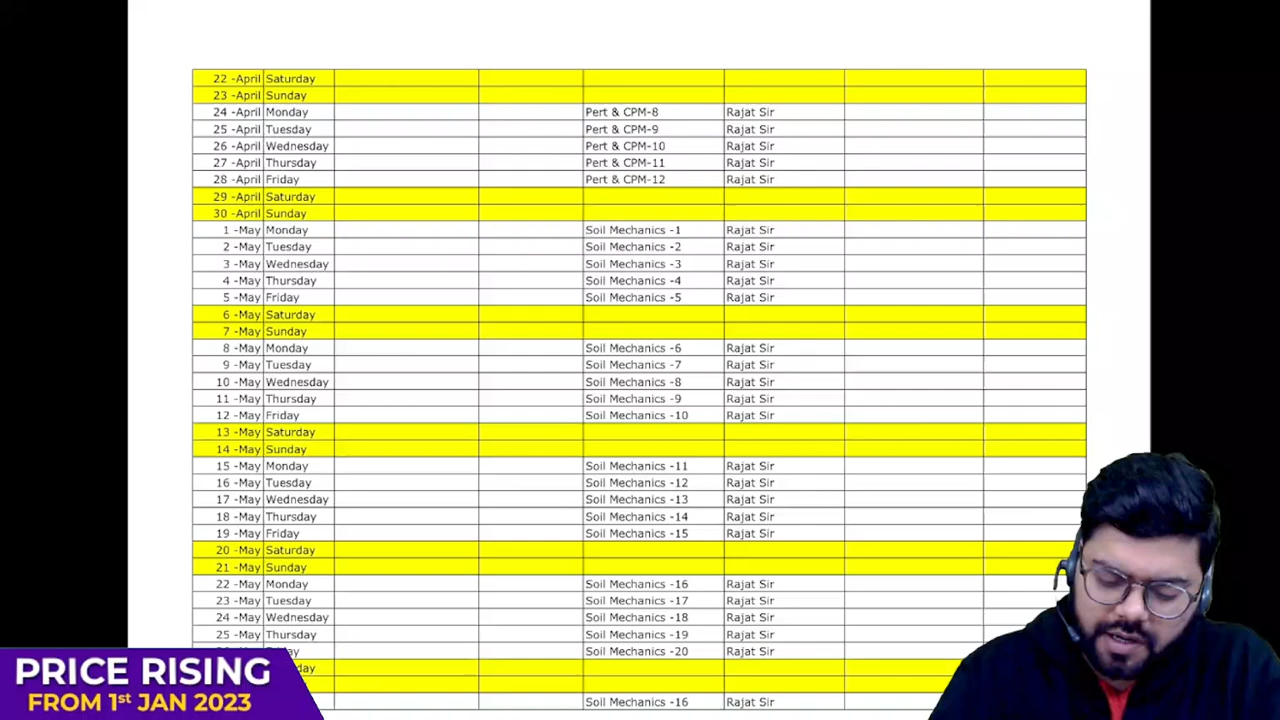 22 -April Saturday
23 -April Sunday
24 -April Monday Pert & CPM-8 Rajat Sir
25 -April Tuesday Pert & CPM-9 Rajat Sir
26 -April Wednesday Pert & CPM-10 Rajat Sir
27 -April Thursday Pert & CPM-11 Rajat Sir
28 -April Friday Pert & CPM-12 Rajat Sir
29 -April Saturday
30 -April Sunday
1 -May Monday Soil Mechanics -1 Rajat Sir
2 -May Tuesday Soil Mechanics -2 Rajat Sir
3 -May Wednesday Soil Mechanics -3 Rajat Sir
4 -May Thursday Soil Mechanics -4 Rajat Sir
5 -May Friday Soil Mechanics -5 Rajat Sir
6 -May Saturday
7 -May Sunday
8 -May Monday Soil Mechanics -6 Rajat Sir
9 -May Tuesday Soil Mechanics -7 Rajat Sir
10 -May Wednesday Soil Mechanics -8 Rajat Sir
11 -May Thursday Soil Mechanics -9 Rajat Sir
12 -May Friday Soil Mechanics -10 Rajat Sir
13 -May Saturday
14 -May Sunday
15 -May Monday Soil Mechanics -11 Rajat Sir
16 -May Tuesday Soil Mechanics -12 Rajat Sir
17 -May Wednesday Soil Mechanics -13 Rajat Sir
18 -May Thursday Soil Mechanics -14 Rajat Sir
19 -May Friday Soil Mechanics -15 Rajat Sir
20 -May Saturday
21 -May Sunday
22 -May Monday Soil Mechanics -16 Rajat Sir
23 -May Tuesday Soil Mechanics -17 Rajat Sir
24 -May Wednesday Soil Mechanics -18 Rajat Sir
25 -May Thursday Soil Mechanics -19 Rajat Sir
Soil Mechanics -20 Rajat Sir
Soil Mechanics -16 Rajat Sir
PRICE RISING
FROM 1st JAN 2023